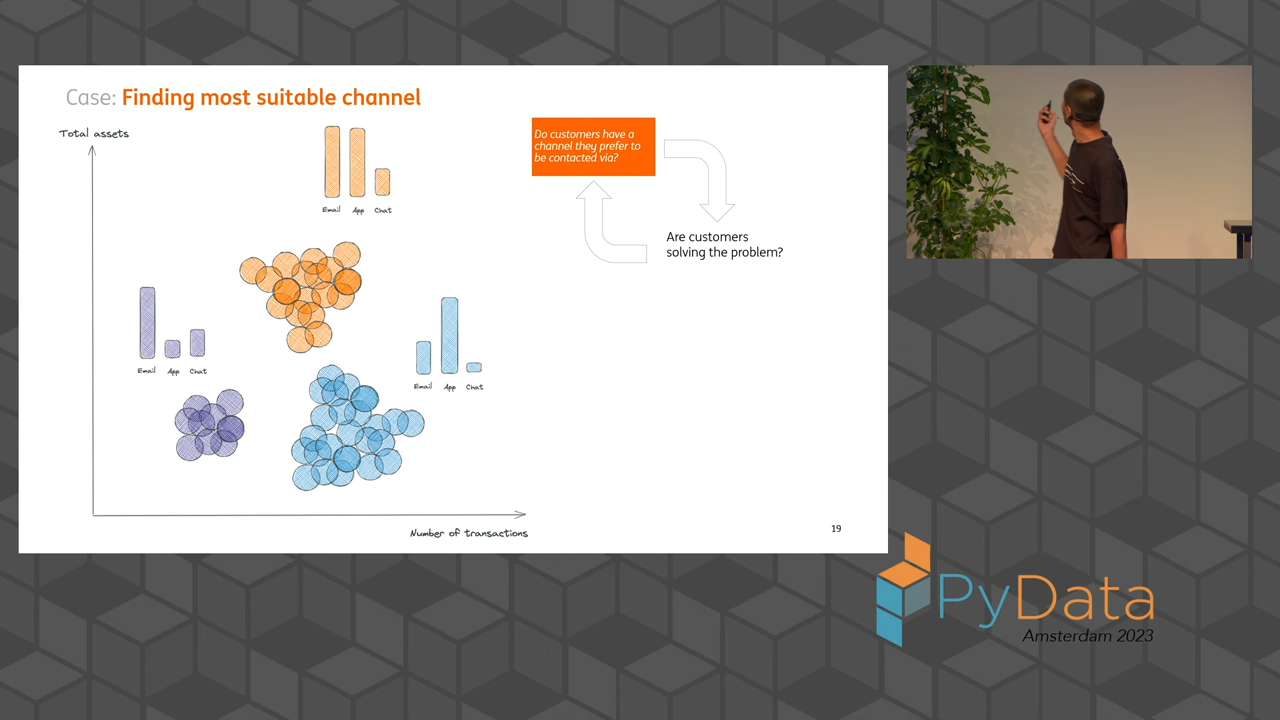 Case: Finding most suitable channel
Total assets
Do customers have a
channel they prefer to
be contacted via?
Email App Chat
Are customers
solving the problem?
Email App Chat
Email App Chat
Number of transactions
19
PyData
Amsterdam 2023